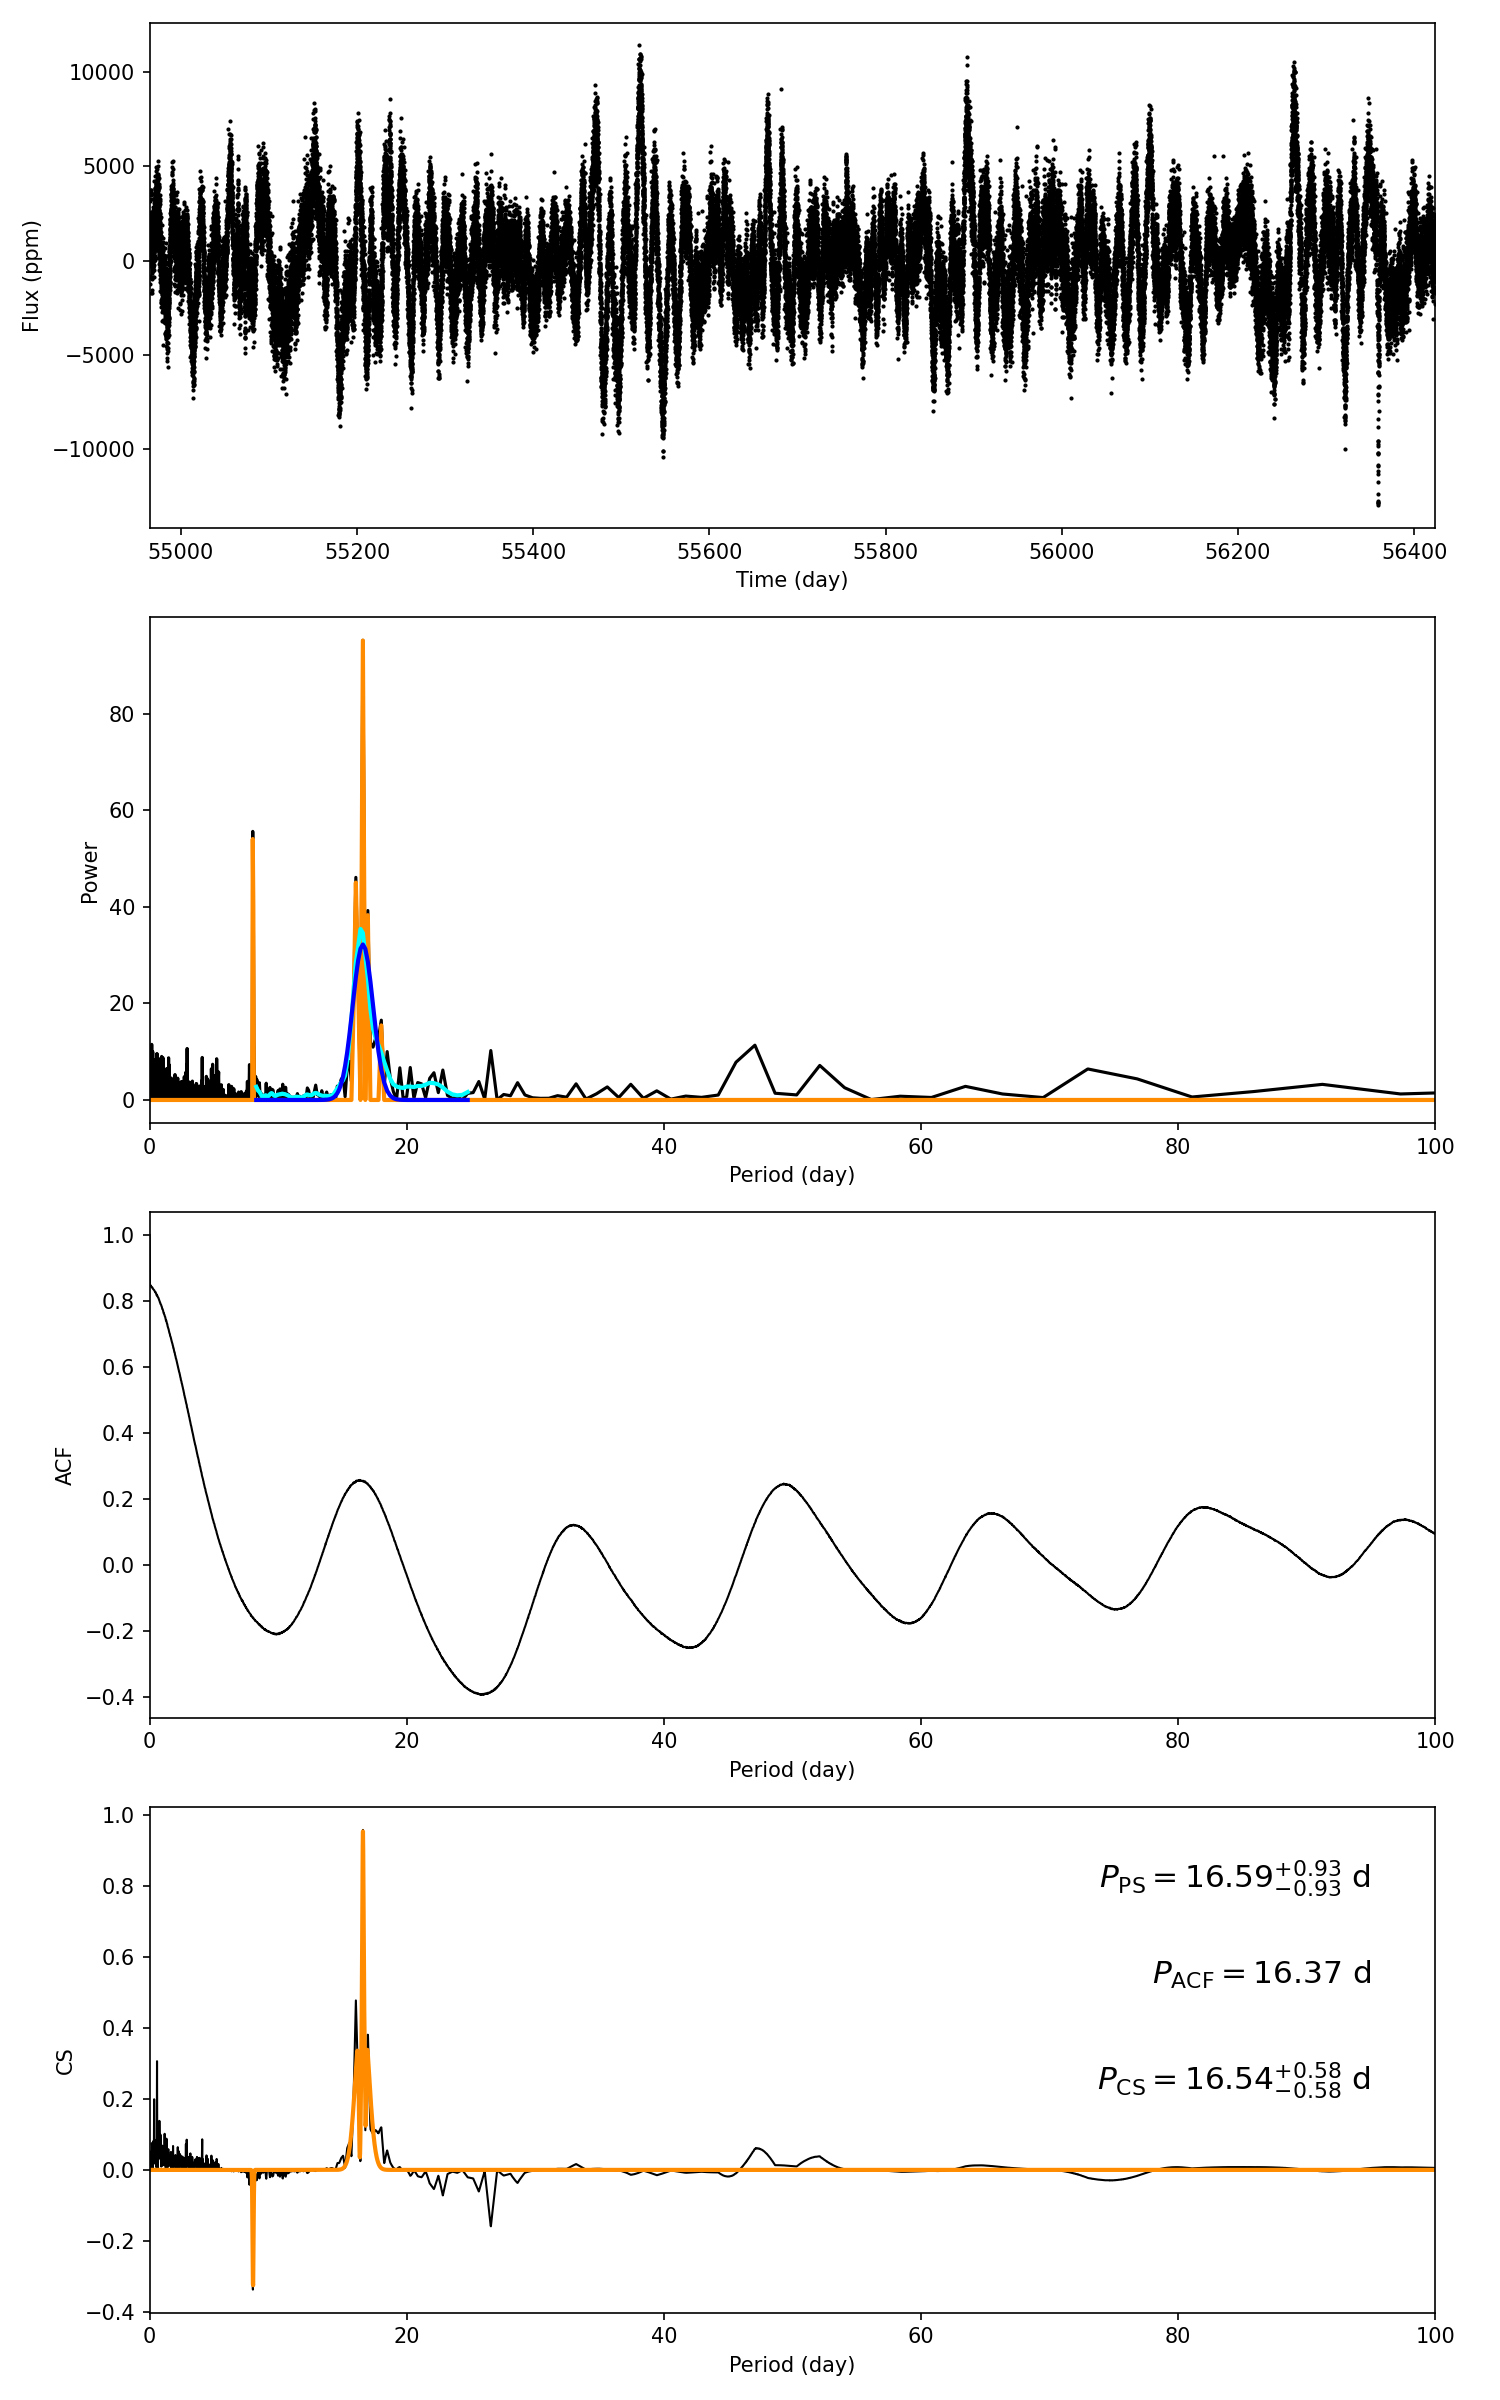 10000
5000
0
−5000
−10000
Flux (ppm)
55000 55200 55400 55600 55800 56000 56200 56400
Time (day)
80
60
40
20
0
Power
0 20 40 60 80 100
Period (day)
1.0
0.8
0.6
0.4
0.2
0.0
−0.2
−0.4
ACF
0 20 40 60 80 100
Period (day)
1.0
0.8
0.6
0.4
0.2
0.0
−0.2
−0.4
CS
P_PS = 16.59^{+0.93}_{−0.93} d
P_ACF = 16.37 d
P_CS = 16.54^{+0.58}_{−0.58} d
0 20 40 60 80 100
Period (day)